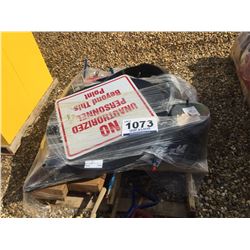 NO
UNAUTHORIZED
PERSONNEL
Beyond This
Point
1073